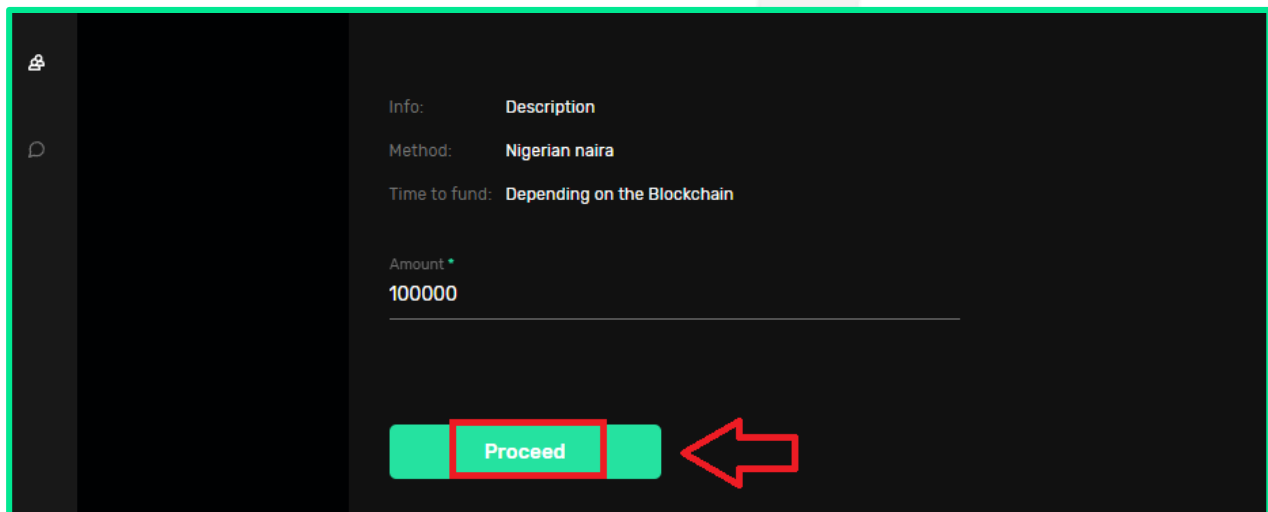 Info: Description
Method: Nigerian naira
Time to fund: Depending on the Blockchain
Amount *
100000
Proceed